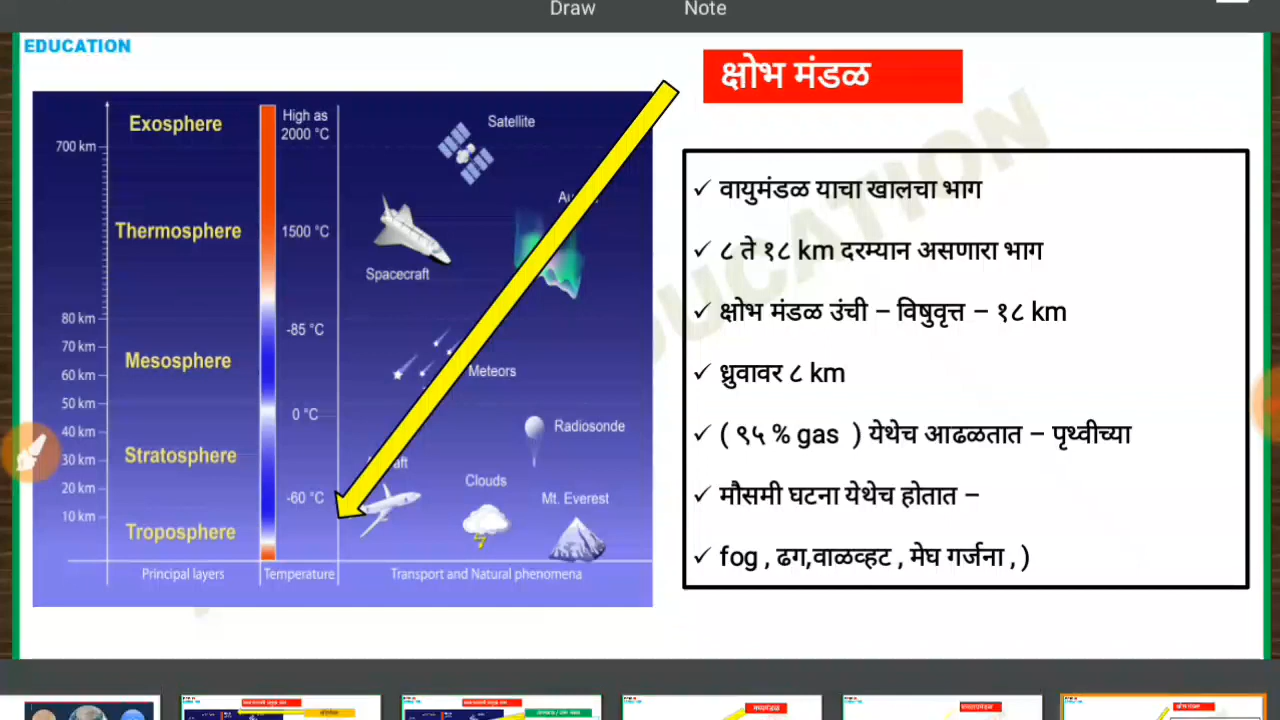 Draw Note
EDUCATION
क्षोभ मंडळ
Exosphere
High as
2000 °C
Satellite
700 km
Thermosphere
1500 °C
Spacecraft
80 km
-85 °C
70 km
Mesosphere
60 km
Meteors
50 km
0 °C
40 km
Radiosonde
Stratosphere
30 km
20 km
-60 °C
Clouds
Mt. Everest
10 km
Troposphere
Principal layers
Temperature
Transport and Natural phenomena
✓ वायुमंडळ याचा खालचा भाग
✓ ८ ते १८ km दरम्यान असणारा भाग
✓ क्षोभ मंडळ उंची – विषुवृत्त – १८ km
✓ ध्रुवावर ८ km
✓ ( ९५ % gas ) येथेच आढळतात – पृथ्वीच्या
✓ मौसमी घटना येथेच होतात –
✓ fog , ढग,वाळव्हट , मेघ गर्जना , )